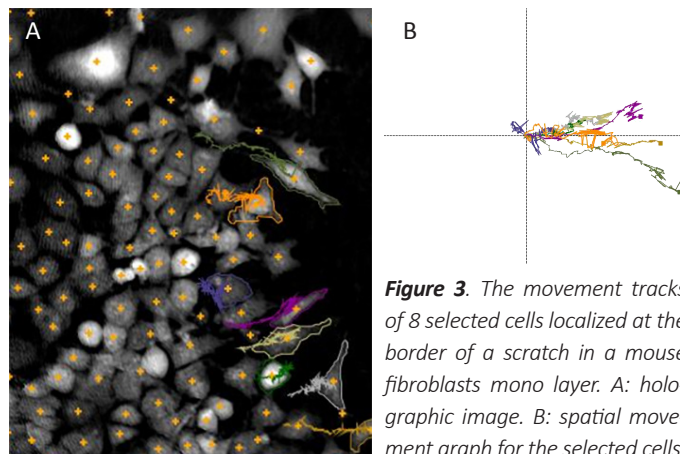 A
B
Figure 3. The movement tracks
of 8 selected cells localized at the
border of a scratch in a mouse
fibroblasts mono layer. A: holo-
graphic image. B: spatial move-
ment graph for the selected cells